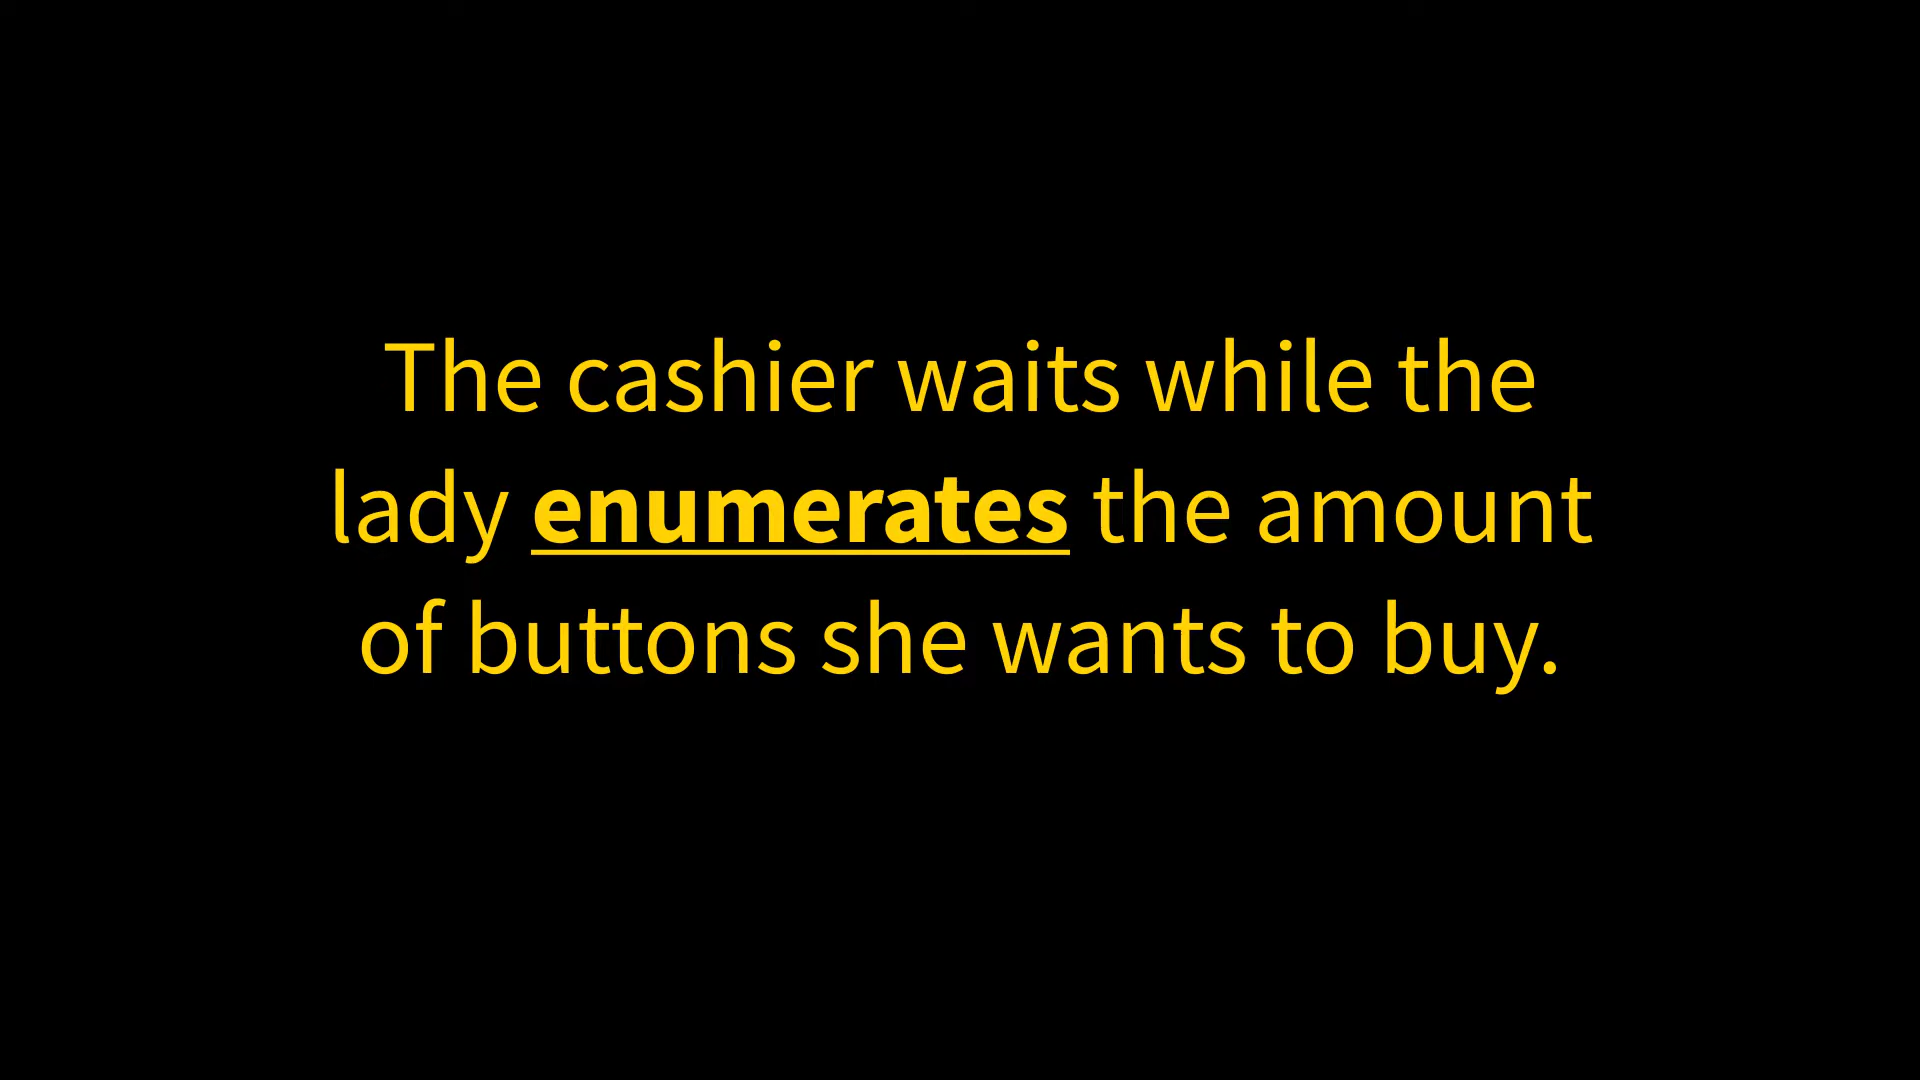 The cashier waits while the
lady enumerates the amount
of buttons she wants to buy.